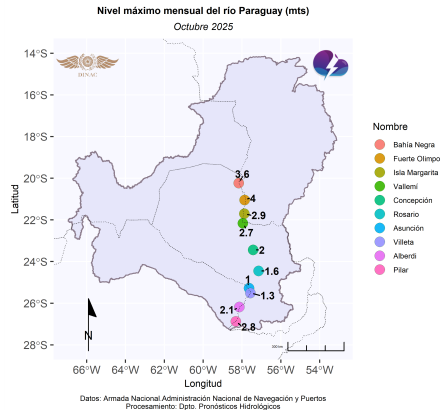 Nivel máximo mensual del río Paraguay (mts)
Octubre 2025
DINAC
14°S
16°S
18°S
20°S
22°S
24°S
26°S
28°S
Latitud
3.6
4
2.9
2.7
2
1.6
1
1.3
2.1
2.8
N
66°W
64°W
62°W
60°W
58°W
56°W
54°W
Longitud
Nombre
Bahía Negra
Fuerte Olimpo
Isla Margarita
Vallemí
Concepción
Rosario
Asunción
Villeta
Alberdi
Pilar
Datos: Armada Nacional.Administración Nacional de Navegación y Puertos
Procesamiento: Dpto. Pronósticos Hidrológicos